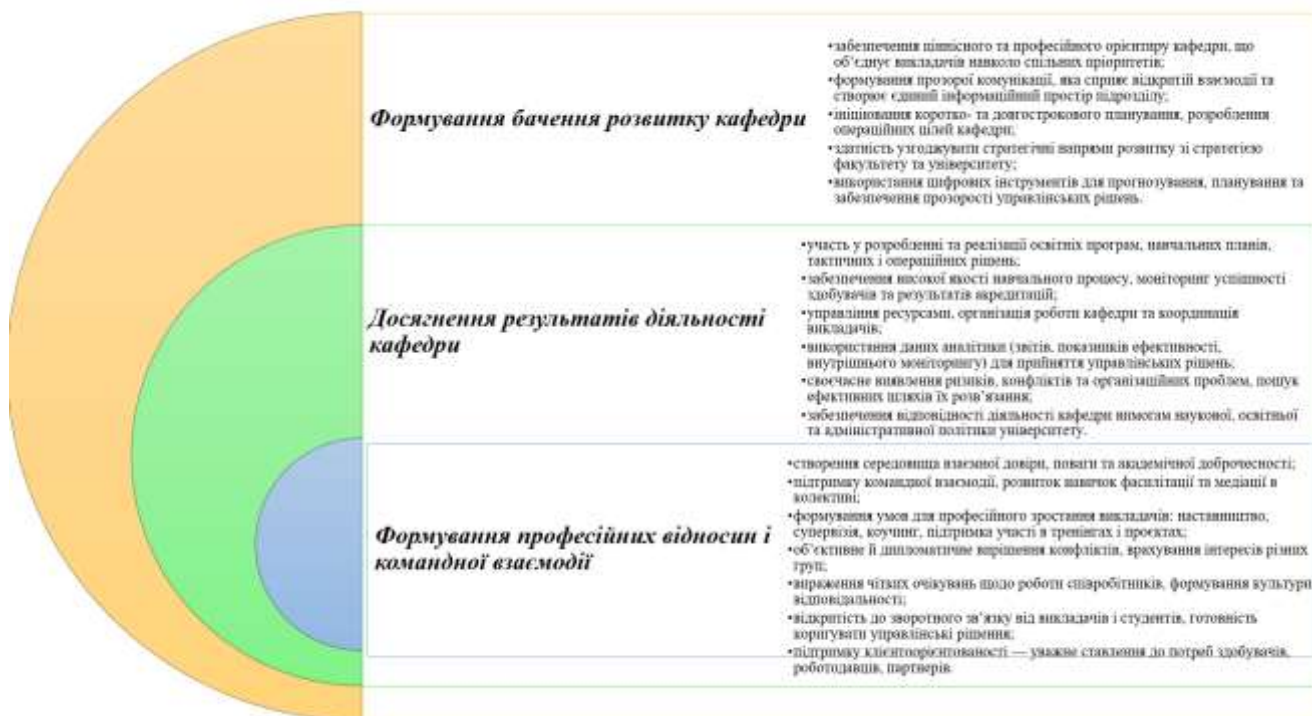 Формування бачення розвитку кафедри
•забезпечення ціннісного та професійного орієнтиру кафедри, що
об’єднує викладачів навколо спільних пріоритетів;
•формування прозорої комунікації, яка сприяє відкритій взаємодії та
створює єдиний інформаційний простір підрозділу;
•ініціювання коротко- та довгострокового планування, розроблення
операційних цілей кафедри;
•здатність узгоджувати стратегічні напрями розвитку зі стратегією
факультету та університету;
•використання цифрових інструментів для прогнозування, планування та
забезпечення прозорості управлінських рішень.
Досягнення результатів діяльності
кафедри
•участь у розробленні та реалізації освітніх програм, навчальних планів,
тактичних і операційних рішень;
•забезпечення високої якості навчального процесу, моніторинг успішності
здобувачів та результатів акредитацій;
•управління ресурсами, організація роботи кафедри та координація
викладачів;
•використання даних аналітики (звітів, показників ефективності,
внутрішнього моніторингу) для прийняття управлінських рішень;
•своєчасне виявлення ризиків, конфліктів та організаційних проблем, пошук
ефективних шляхів їх розв’язання;
•забезпечення відповідності діяльності кафедри вимогам наукової, освітньої
та адміністративної політики університету.
Формування професійних відносин і
командної взаємодії
•створення середовища взаємної довіри, поваги та академічної доброчесності;
•підтримку командної взаємодії, розвиток навичок фасилітації та медіації в
колективі;
•формування умов для професійного зростання викладачів: наставництво,
супервізія, коучинг, підтримка участі в тренінгах і проєктах;
•об’єктивне й дипломатичне вирішення конфліктів, врахування інтересів різних
груп;
•вираження чітких очікувань щодо роботи співробітників, формування культури
відповідальності;
•відкритість до зворотного зв’язку від викладачів і студентів, готовність
коригувати управлінські рішення;
•підтримку клієнтоорієнтованості — уважне ставлення до потреб здобувачів,
роботодавців, партнерів.